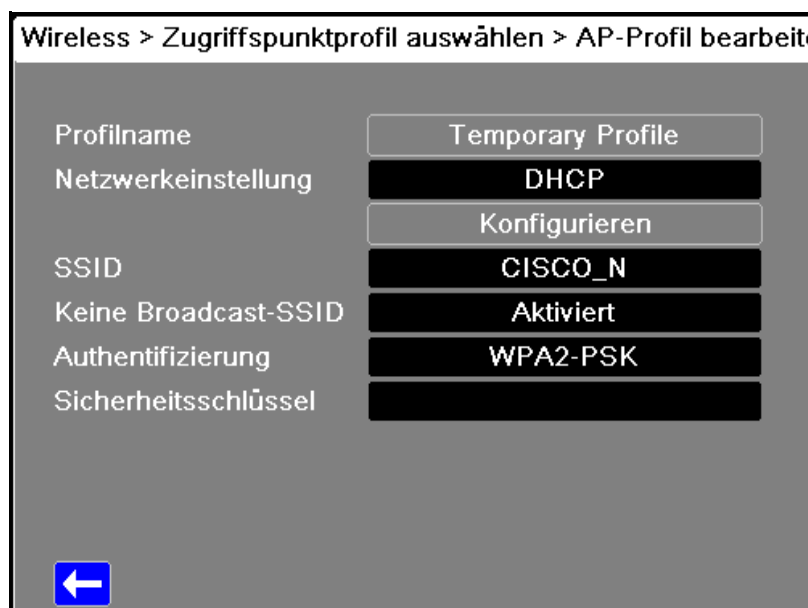 Wireless > Zugriffspunktprofil auswählen > AP-Profil bearbeite
Profilname Temporary Profile
Netzwerkeinstellung DHCP
Konfigurieren
SSID CISCO_N
Keine Broadcast-SSID Aktiviert
Authentifizierung WPA2-PSK
Sicherheitsschlüssel